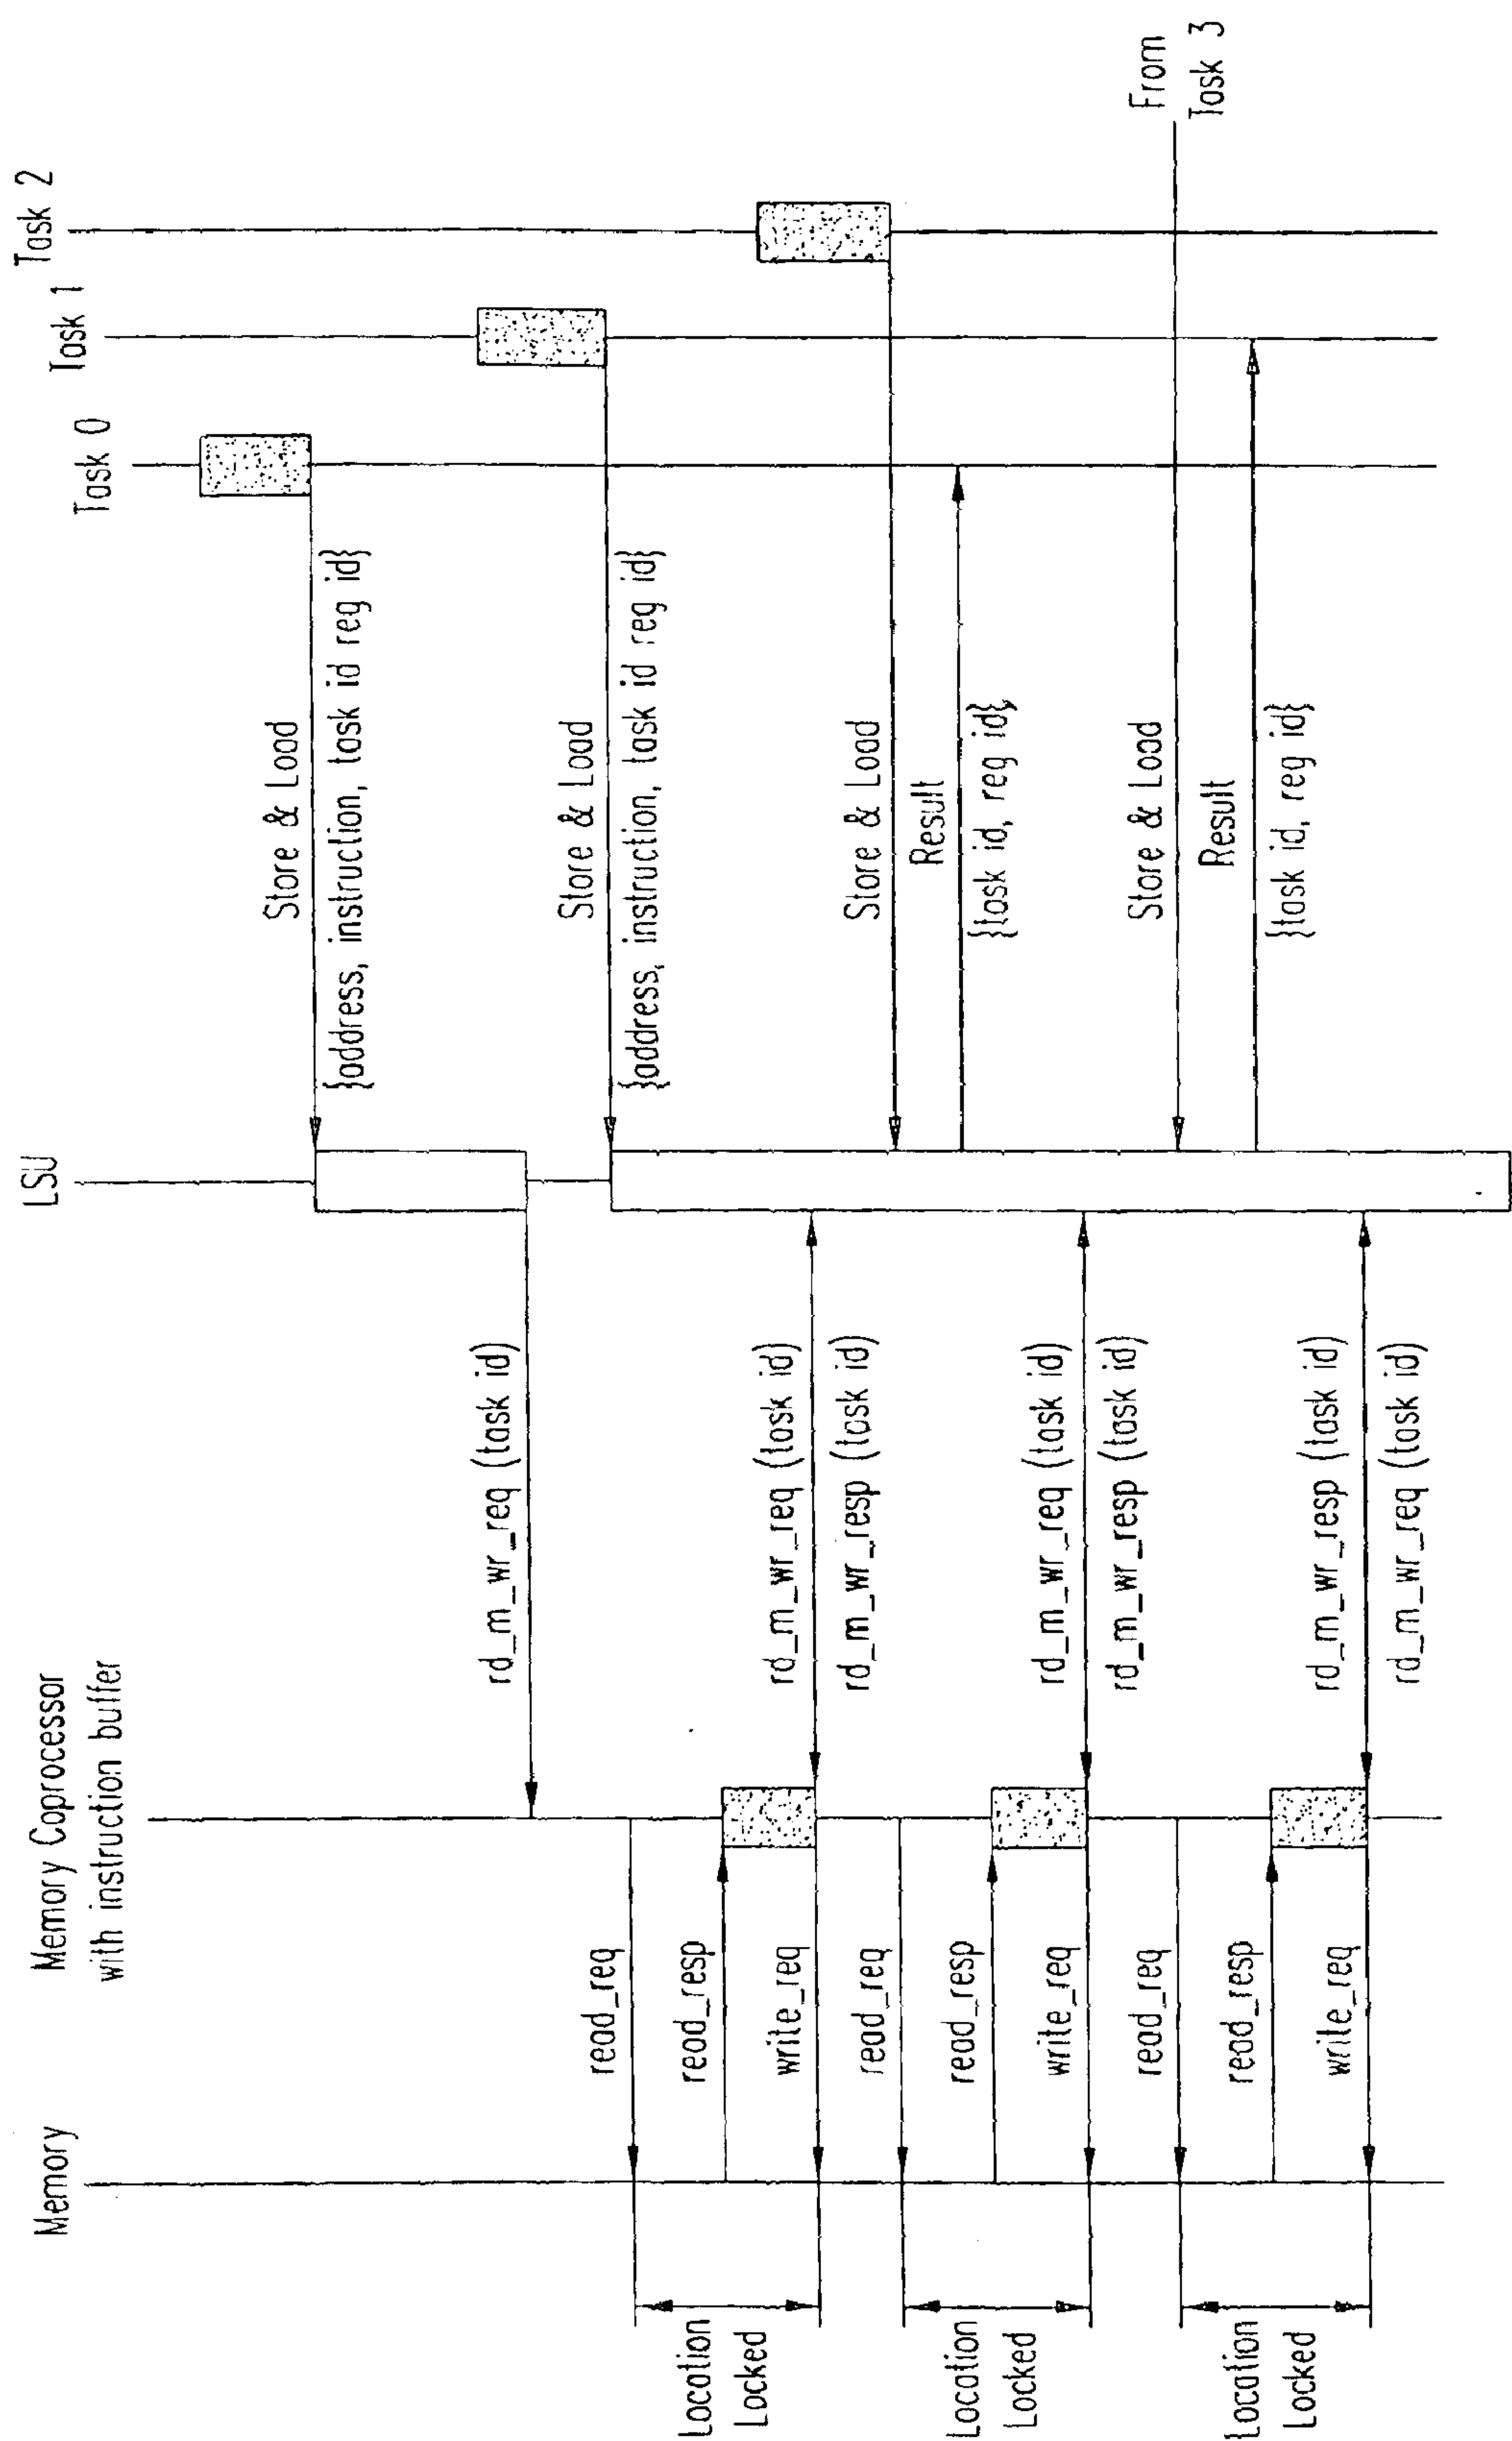 Memory
Memory Coprocessor
with instruction buffer
LSU
Task 0
Task 1
Task 2
Store & Load
{address, instruction, task id reg id}
rd_m_wr_req (task id)
Store & Load
{address, instruction, task id reg id}
read_req
read_resp
Location
Locked
write_req
rd_m_wr_req (task id)
rd_m_wr_resp (task id)
Store & Load
Result
{task id, reg id}
read_req
read_resp
Location
Locked
write_req
rd_m_wr_req (task id)
rd_m_wr_resp (task id)
Store & Load
From
Task 3
Result
{task id, reg id}
read_req
read_resp
Location
Locked
write_req
rd_m_wr_resp (task id)
rd_m_wr_req (task id)